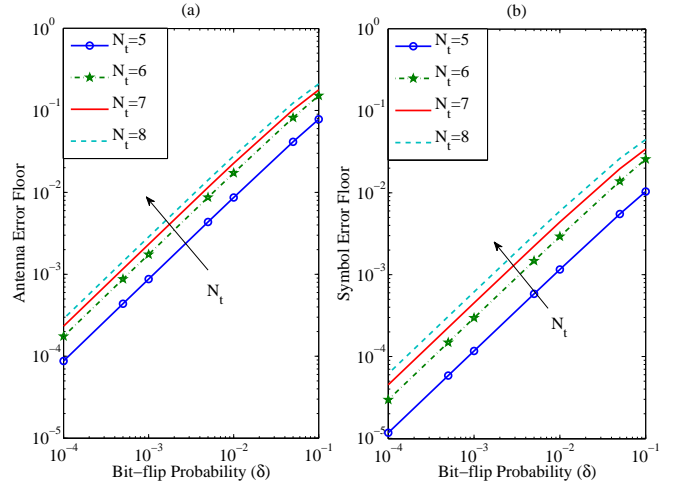 (a)
Antenna Error Floor
10^0
10^-1
10^-2
10^-3
10^-4
10^-5
N_t=5
N_t=6
N_t=7
N_t=8
N_t
10^-4
10^-3
10^-2
10^-1
Bit−flip Probability (δ)
(b)
Symbol Error Floor
10^0
10^-1
10^-2
10^-3
10^-4
10^-5
N_t=5
N_t=6
N_t=7
N_t=8
N_t
10^-4
10^-3
10^-2
10^-1
Bit−flip Probability (δ)